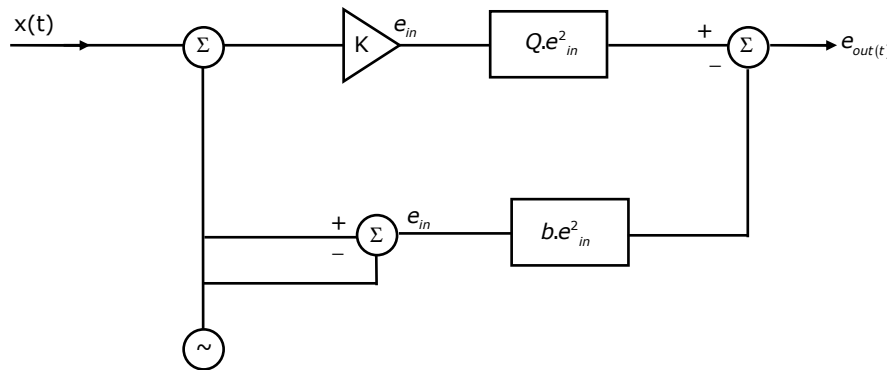 x(t)
Σ
K
e_in
Q.e²_in
+
−
Σ
e_out(t)
+
−
Σ
e_in
b.e²_in
~